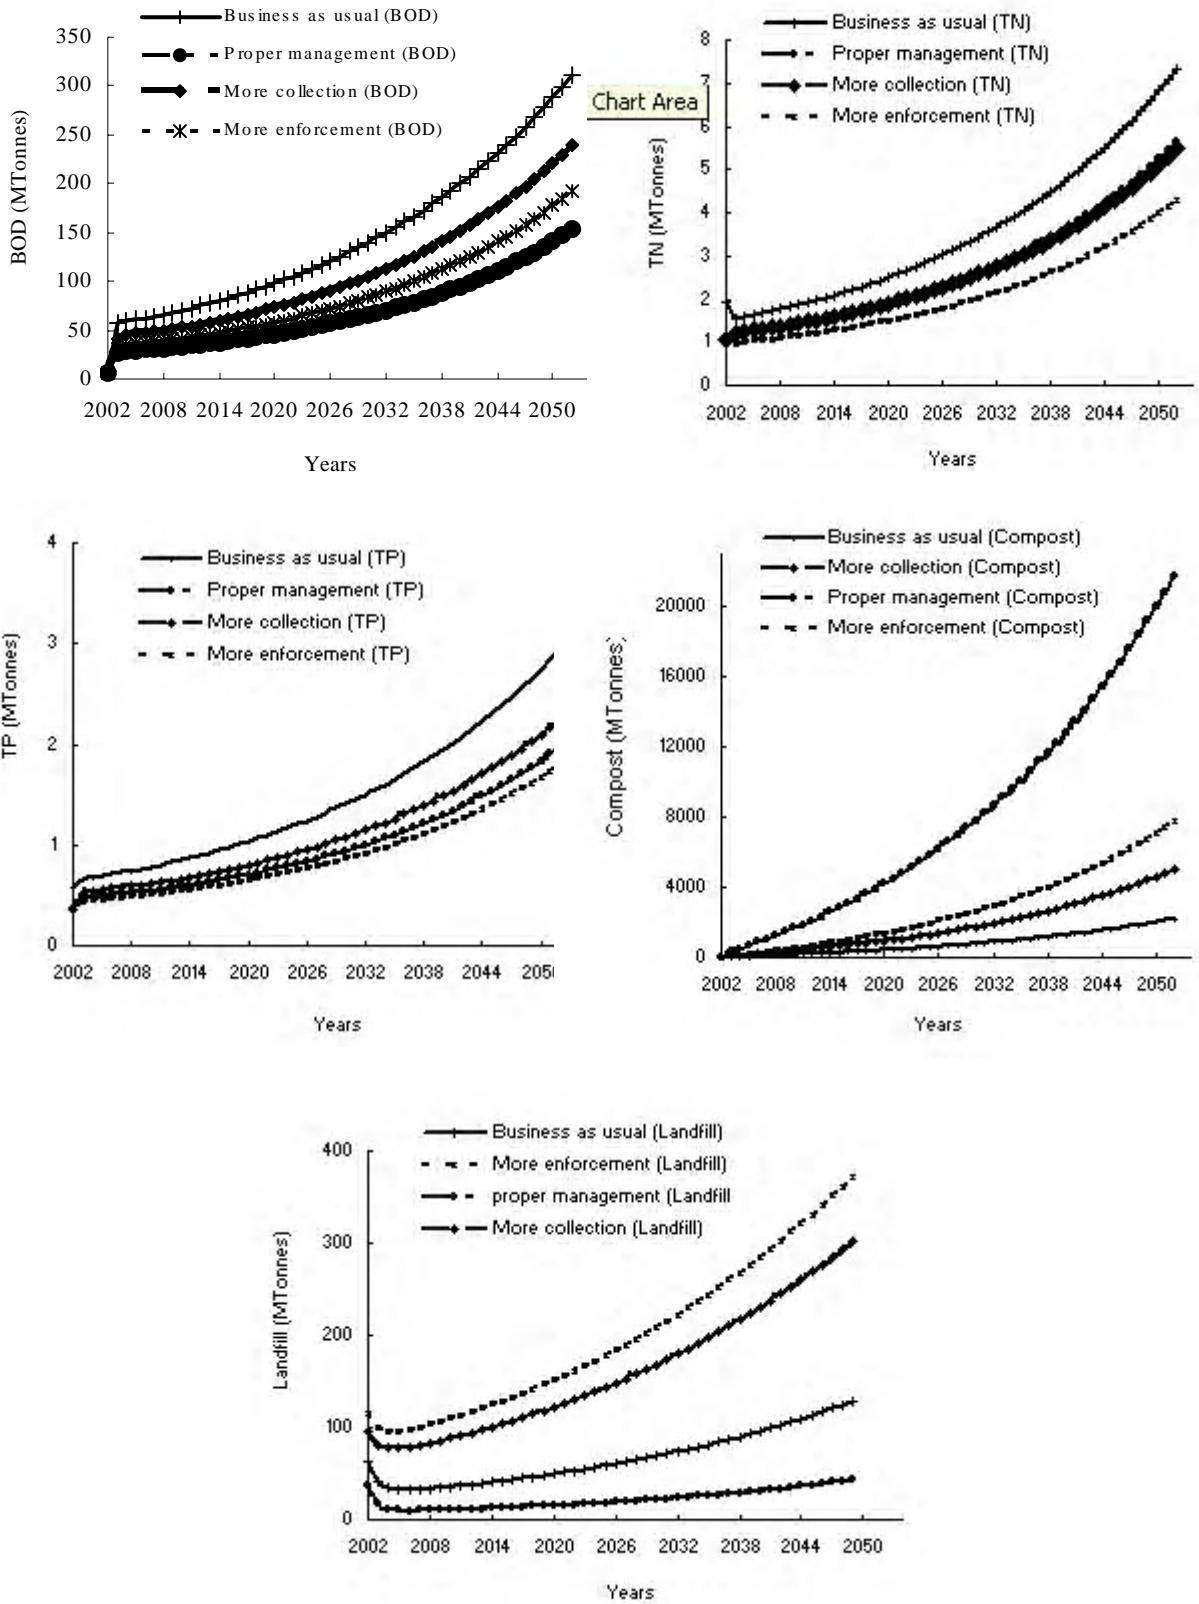 Business as usual (BOD)
Proper management (BOD)
More collection (BOD)
More enforcement (BOD)
350
300
250
200
150
100
50
0
BOD (MTonnes)
2002 2008 2014 2020 2026 2032 2038 2044 2050
Years
Chart Area
Business as usual (TN)
Proper management (TN)
More collection (TN)
More enforcement (TN)
8
7
6
5
4
3
2
1
0
TN (MTonnes)
2002 2008 2014 2020 2026 2032 2038 2044 2050
Years
Business as usual (TP)
Proper management (TP)
More collection (TP)
More enforcement (TP)
4
3
2
1
0
TP (MTonnes)
2002 2008 2014 2020 2026 2032 2038 2044 205
Years
Business as usual (Compost)
More collection (Compost)
Proper management (Compost)
More enforcement (Compost)
20000
16000
12000
8000
4000
0
Compost (MTonnes)
2002 2008 2014 2020 2026 2032 2038 2044 2050
Years
Business as usual (Landfill)
More enforcement (Landfill)
proper management (Landfill
More collection (Landfill)
400
300
200
100
0
Landfill (MTonnes)
2002 2008 2014 2020 2026 2032 2038 2044 2050
Years